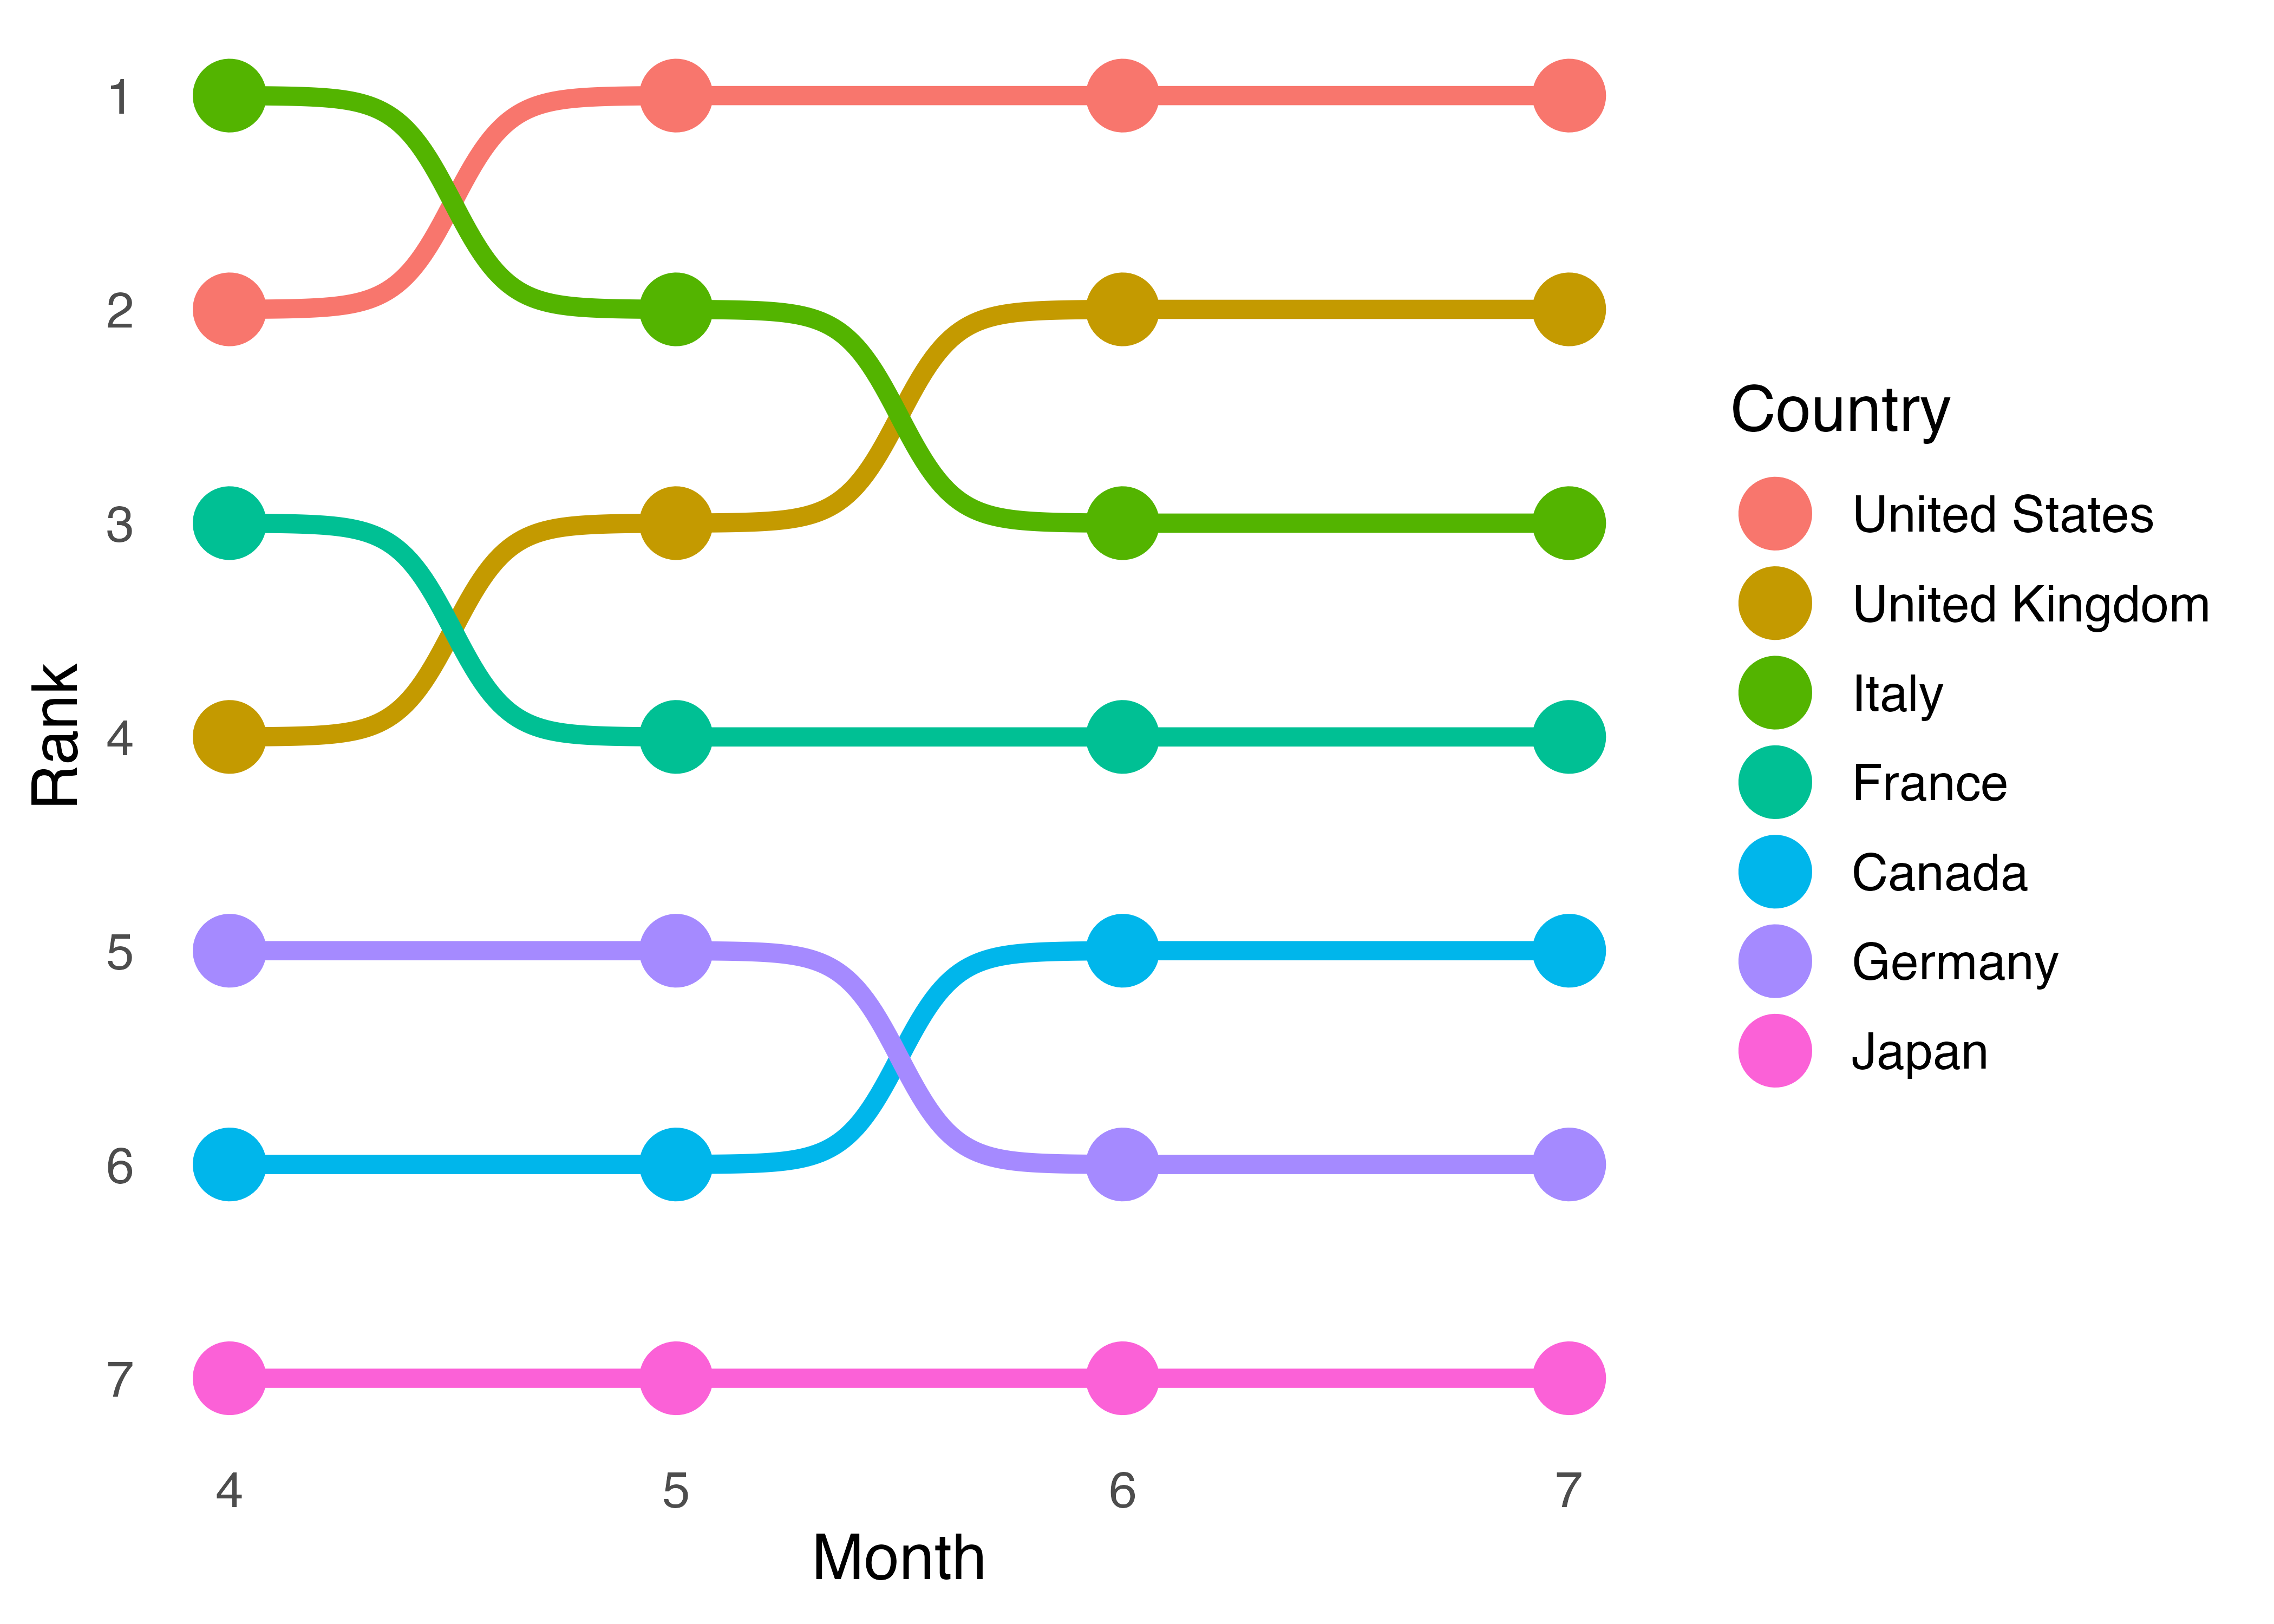 1
2
3
4
5
6
7
Rank
4 5 6 7
Month
Country
United States
United Kingdom
Italy
France
Canada
Germany
Japan